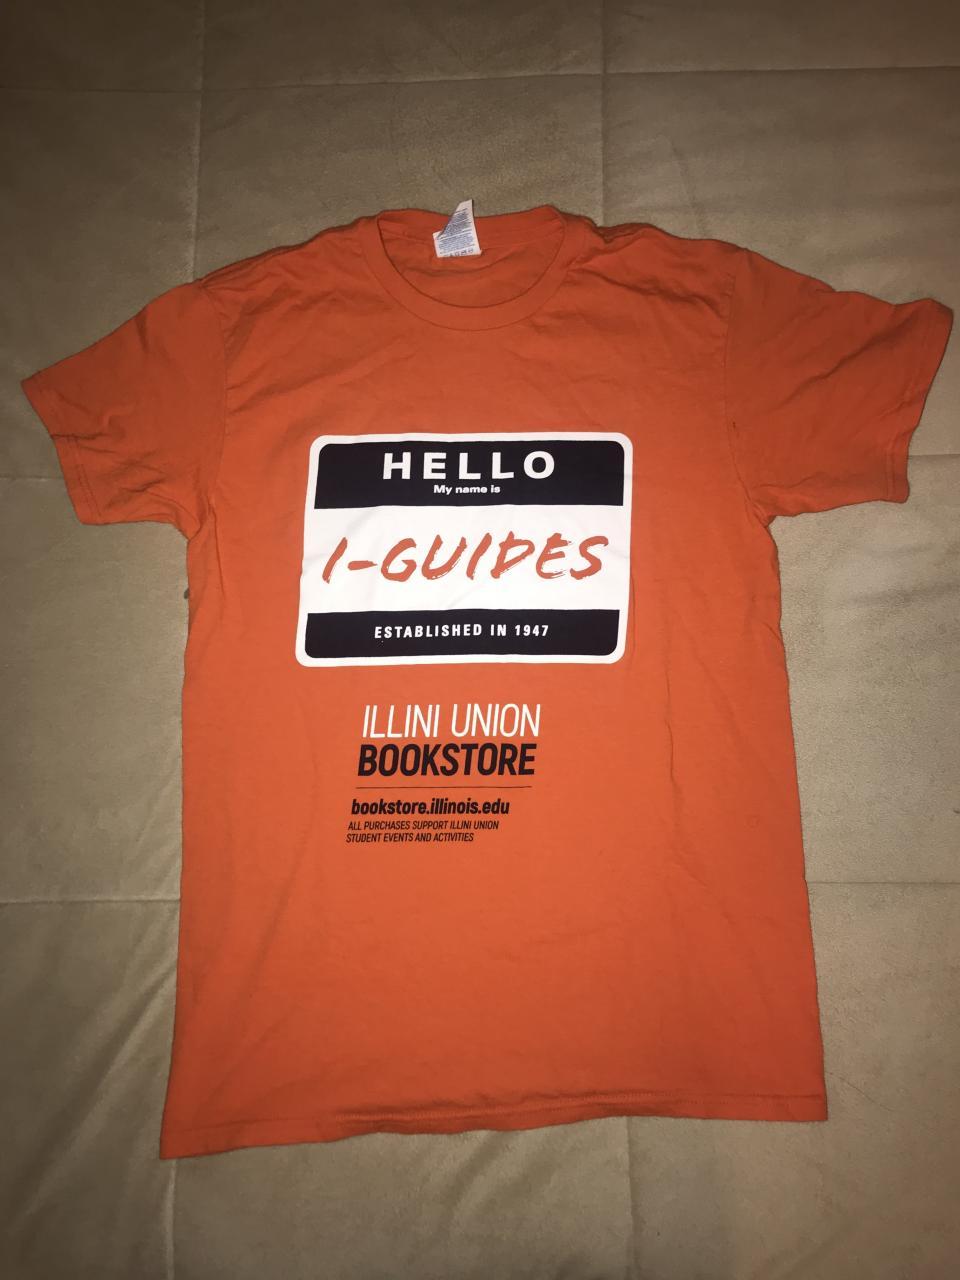 HELLO
My name is
I-GUIDES
ESTABLISHED IN 1947
ILLINI UNION
BOOKSTORE
bookstore.illinois.edu
ALL PURCHASES SUPPORT ILLINI UNION
STUDENT EVENTS AND ACTIVITIES